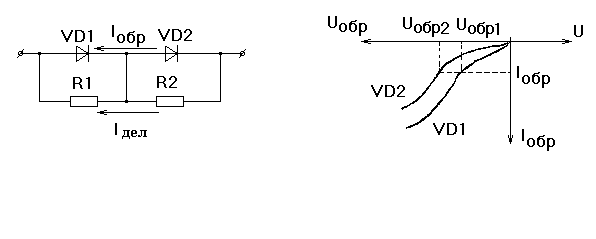 VD1 Iобр VD2
R1 R2
Iдел
Uобр Uобр2 Uобр1 U
Iобр
VD2
VD1
Iобр